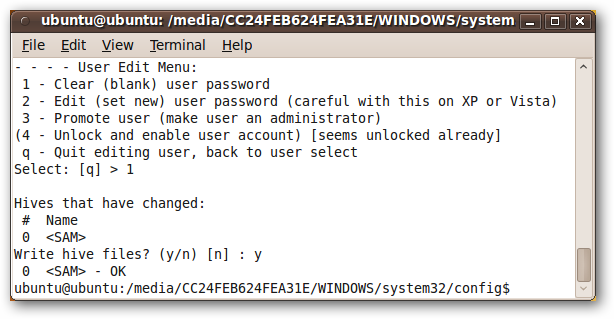 ubuntu@ubuntu: /media/CC24FEB624FEA31E/WINDOWS/system
File Edit View Terminal Help
- - - - User Edit Menu:
 1 - Clear (blank) user password
 2 - Edit (set new) user password (careful with this on XP or Vista)
 3 - Promote user (make user an administrator)
(4 - Unlock and enable user account) [seems unlocked already]
 q - Quit editing user, back to user select
Select: [q] > 1
Hives that have changed:
 #  Name
 0  <SAM>
Write hive files? (y/n) [n] : y
 0  <SAM> - OK
ubuntu@ubuntu:/media/CC24FEB624FEA31E/WINDOWS/system32/config$